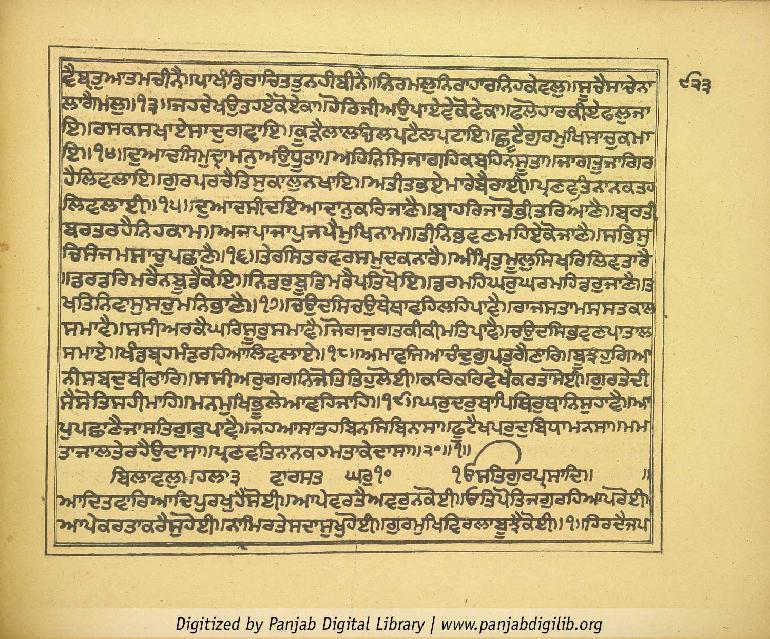 ਵੈਬਤੁਆਤਮਚੀਨੈ॥ਪਾਖੰਡਿਰਾਚਿਤਤੁਨਹੀਬੀਨੈ॥ਨਿਰਮਲੁਨਿਰਾਹਾਰਨਿਹਕੇਵਲੁ॥ਸੂਚੈਸਾਚੇਨਾ
੯੨੩
ਲਾਗੈਮਲੁ॥੧੩॥ਜਹਦੇਖਉਤਹਏਕੋਏਕਾ॥ਹੋਰਿਜੀਅਉਪਾਏਵੇਕੋਵੇਕਾ॥ਫਲੋਹਾਰਕੀਏਫਲੁਜਾ
ਇ॥ਰਸਕਸਖਾਏਸਾਦੁਗਵਾਇ॥ਕੂੜੈਲਾਲਚਿਲਪਟੈਲਪਟਾਇ॥ਛੂਟੈਗੁਰਮੁਖਿਸਾਚੁਕਮਾ
ਇ॥੧੪॥ਦੁਆਦਸਿਮੁਦ੍ਰਾਮਨੁਅਉਧੂਤਾ॥ਅਹਿਨਿਸਿਜਾਗਹਿਕਬਹਿਨਸੂਤਾ॥ਜਾਗਤੁਜਾਗਿਰ
ਹੈਲਿਵਲਾਇ॥ਗੁਰਪਰਚੈਤਿਸੁਕਾਲੁਨਖਾਇ॥ਅਤੀਤਭਏਮਾਰੇਬੈਰਾਈ॥ਪ੍ਰਣਵਤਿਨਾਨਕਤਹ
ਲਿਵਲਾਈ॥੧੫॥ਦੁਆਦਸੀਦਇਆਦਾਨੁਕਰਿਜਾਣੈ॥ਬਾਹਰਿਜਾਤੋਭੀਤਰਿਆਣੈ॥ਬਰਤੀ
ਬਰਤਰਹੈਨਿਹਕਾਮ॥ਅਜਪਾਜਾਪੁਜਪੈਮੁਖਿਨਾਮ॥ਤੀਨਿਭਵਣਮਹਿਏਕੋਜਾਣੈ॥ਸਭਿਸੁ
ਚਿਸੰਜਮਸਾਚੁਪਛਾਣੈ॥੧੬॥ਤੇਰਸਿਤਰਵਰਸਮੁਦਕਨਾਰੈ॥ਅੰਮ੍ਰਿਤੁਮੂਲੁਸਿਖਰਿਲਿਵਤਾਰੈ
॥ਡਰਡਰਿਮਰੈਨਬੂਡੈਕੋਇ॥ਨਿਡਰੁਬੂਡਿਮਰੈਪਤਿਖੋਇ॥ਡਰਮਹਿਘਰੁਘਰਮਹਿਡਰੁਜਾਣੈ॥ਤ
ਖਤਿਨਿਵਾਸੁਸਚੁਮਨਿਭਾਣੈ॥੧੭॥ਚਉਦਸਿਚਉਥੇਥਾਵਹਿਲਹਿਪਾਵੈ॥ਰਾਜਸਤਾਮਸਸਤਕਾਲ
ਸਮਾਵੈ॥ਸਸੀਅਰਕੈਘਰਿਸੂਰੁਸਮਾਵੈ॥ਜੋਗਜੁਗਤਕੀਕੀਮਤਿਪਾਵੈ॥ਚਉਦਸਿਭਵਣਪਾਤਾਲ
ਸਮਾਏ॥ਖੰਡਬ੍ਰਹਮੰਡਰਹਿਆਲਿਵਲਾਏ॥੧੮॥ਅਮਾਵਸਿਆਚੰਦੁਗੁਪਤੁਗੈਣਾਰਿ॥ਬੂਝਹੁਗਿਆ
ਨੀਸਬਦੁਬੀਚਾਰਿ॥ਸਸੀਅਰੁਗਗਨਿਜੋਤਿਤਿਹੁਲੋਈ॥ਕਰਿਕਰਿਵੇਖੈਕਰਤਾਸੋਈ॥ਗੁਰਤੇਦੀ
ਸੈਸੋਤਿਸਹੀਮਾਹਿ॥ਮਨਮੁਖਿਭੂਲੇਆਵਹਿਜਾਹਿ॥੧੯॥ਘਰੁਦਰੁਥਾਪਿਥਿਰੁਥਾਨਿਸੁਹਾਵੈ॥ਆ
ਪੁਪਛਾਣੈਜਾਸਤਿਗੁਰੁਪਾਵੈ॥ਜਹਆਸਾਤਹਬਿਨਸਿਬਿਨਾਸਾ॥ਫੂਟੈਖਪਰੁਦੁਬਿਧਾਮਨਸਾ॥ਮਮ
ਤਾਜਾਲਤੇਰਹੈਉਦਾਸਾ॥ਪ੍ਰਣਵਤਿਨਾਨਕਹਮਤਾਕੇਦਾਸਾ॥੨੦॥੧॥
ਬਿਲਾਵਲੁਮਹਲਾ੩ ਵਾਰਸਤ ਘਰੁ੧੦ ੴਸਤਿਗੁਰਪ੍ਰਸਾਦਿ॥ ॥
ਆਦਿਤਵਾਰਿਆਦਿਪੁਰਖੁਹੈਸੋਈ॥ਆਪੇਵਰਤੈਅਵਰੁਨਕੋਈ॥ਓਤਿਪੋਤਿਜਗੁਰਹਿਆਪਰੋਈ॥
ਆਪੇਕਰਤਾਕਰੈਸੁਹੋਈ॥ਨਾਮਿਰਤੇਸਦਾਸੁਖੁਹੋਈ॥ਗੁਰਮੁਖਿਵਿਰਲਾਬੂਝੈਕੋਈ॥੧॥ਹਿਰਦੈਜਪ
Digitized by Panjab Digital Library | www.panjabdigilib.org